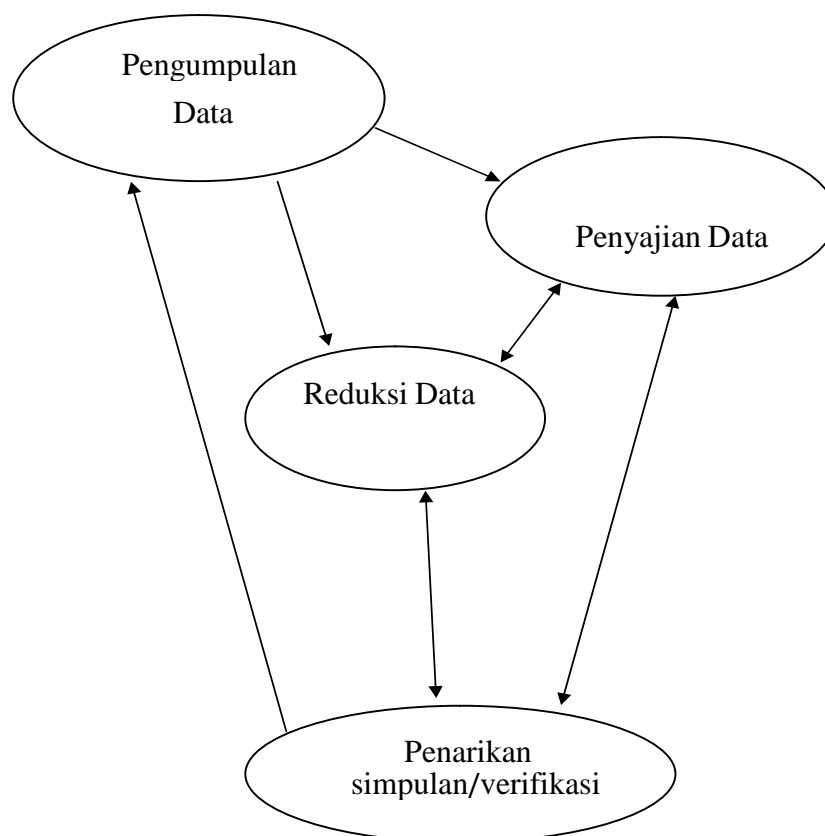 Pengumpulan
Data
Penyajian Data
Reduksi Data
Penarikan
simpulan/verifikasi